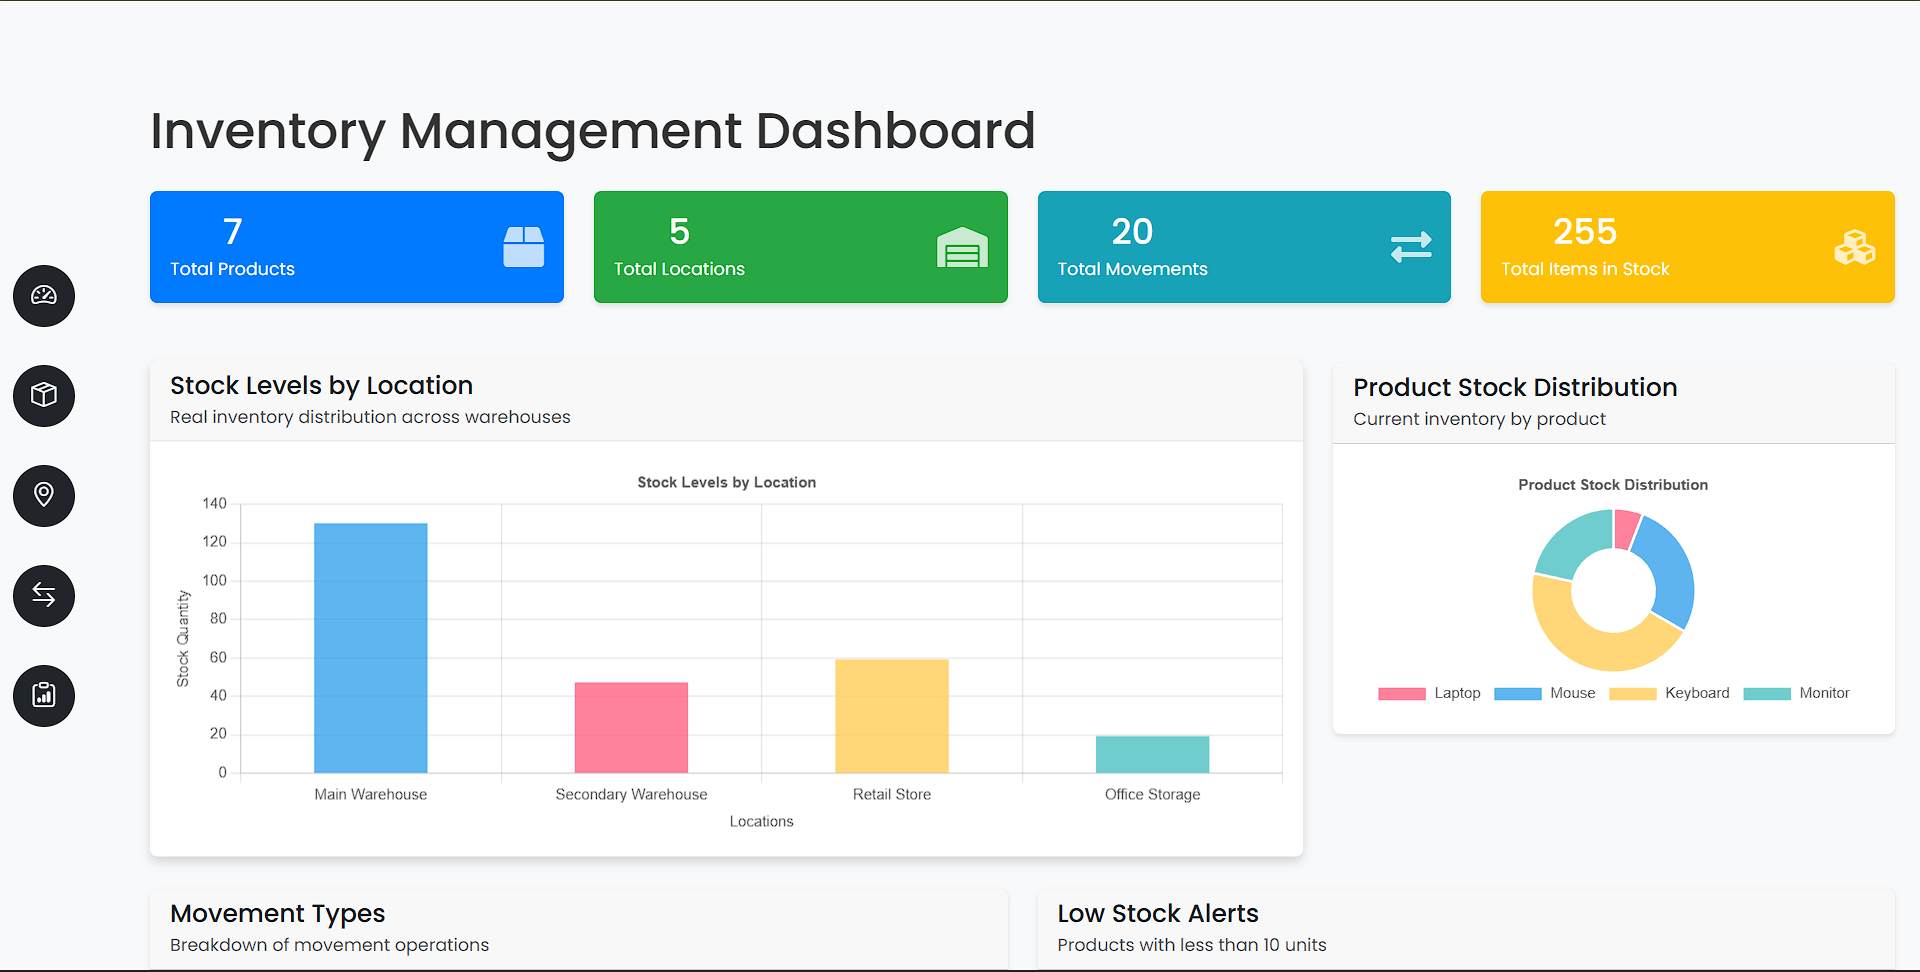 Inventory Management Dashboard
7
Total Products
5
Total Locations
20
Total Movements
255
Total Items in Stock
Stock Levels by Location
Real inventory distribution across warehouses
Stock Levels by Location
140
120
100
80
60
40
20
0
Stock Quantity
Main Warehouse
Secondary Warehouse
Retail Store
Office Storage
Locations
Product Stock Distribution
Current inventory by product
Product Stock Distribution
Laptop
Mouse
Keyboard
Monitor
Movement Types
Breakdown of movement operations
Low Stock Alerts
Products with less than 10 units